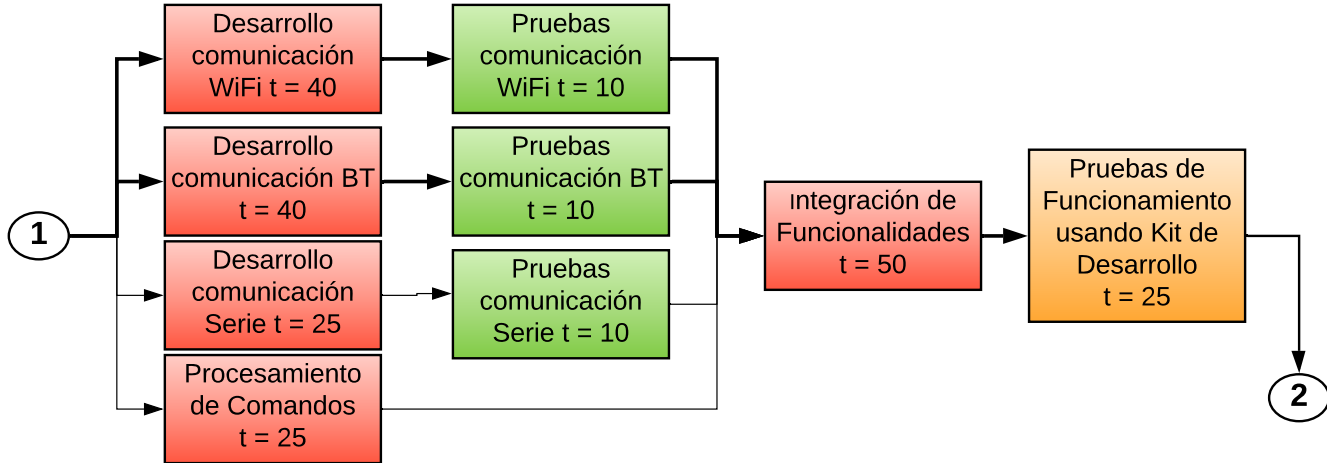 Desarrollo
comunicación
WiFi t = 40
Pruebas
comunicación
WiFi t = 10
Desarrollo
comunicación BT
t = 40
Pruebas
comunicación BT
t = 10
1
Desarrollo
comunicación
Serie t = 25
Pruebas
comunicación
Serie t = 10
Procesamiento
de Comandos
t = 25
Integración de
Funcionalidades
t = 50
Pruebas de
Funcionamiento
usando Kit de
Desarrollo
t = 25
2